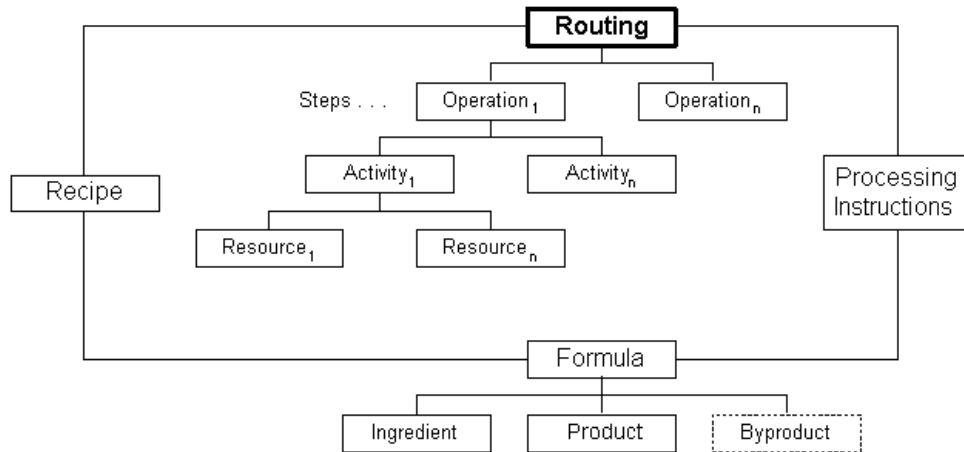 Routing
Steps . . .
Operation₁
Operationₙ
Activity₁
Activityₙ
Recipe
Processing
Instructions
Resource₁
Resourceₙ
Formula
Ingredient
Product
Byproduct